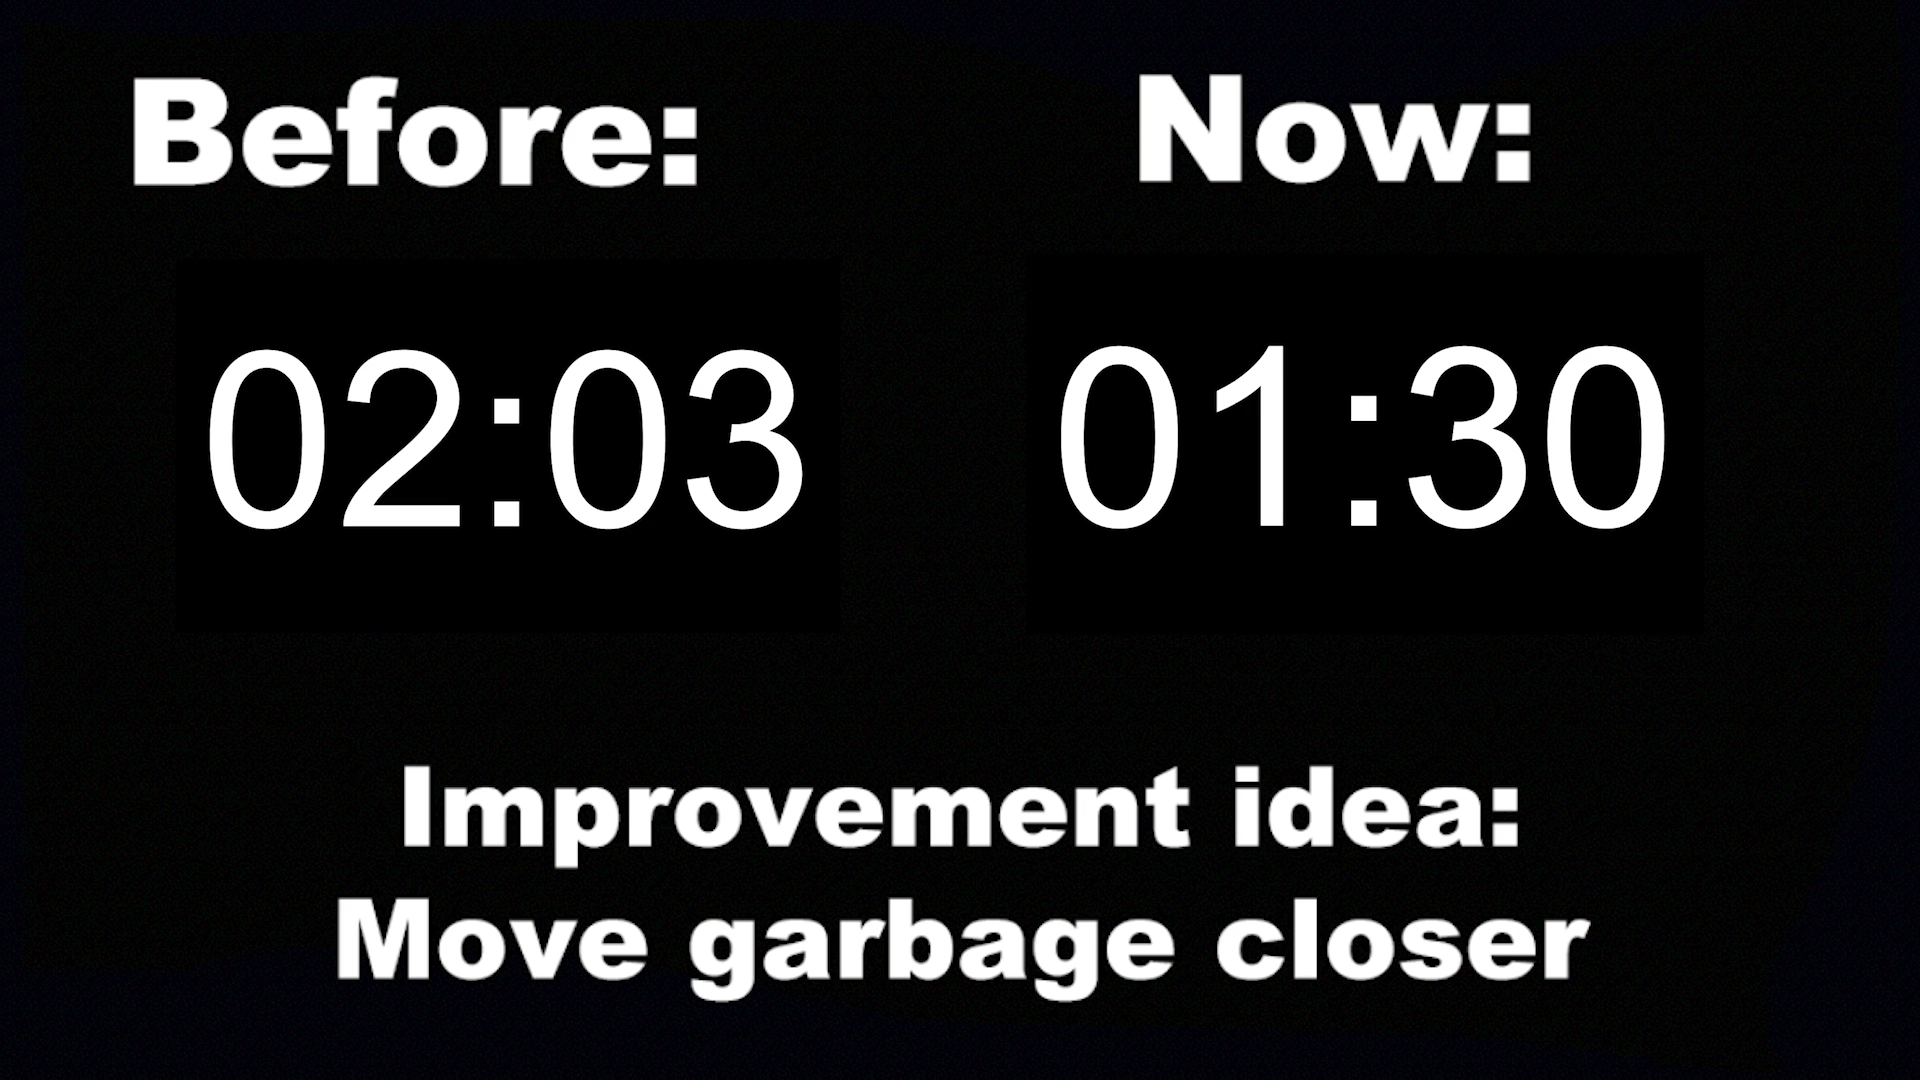 Before:
Now:
02:03
01:30
Improvement idea:
Move garbage closer